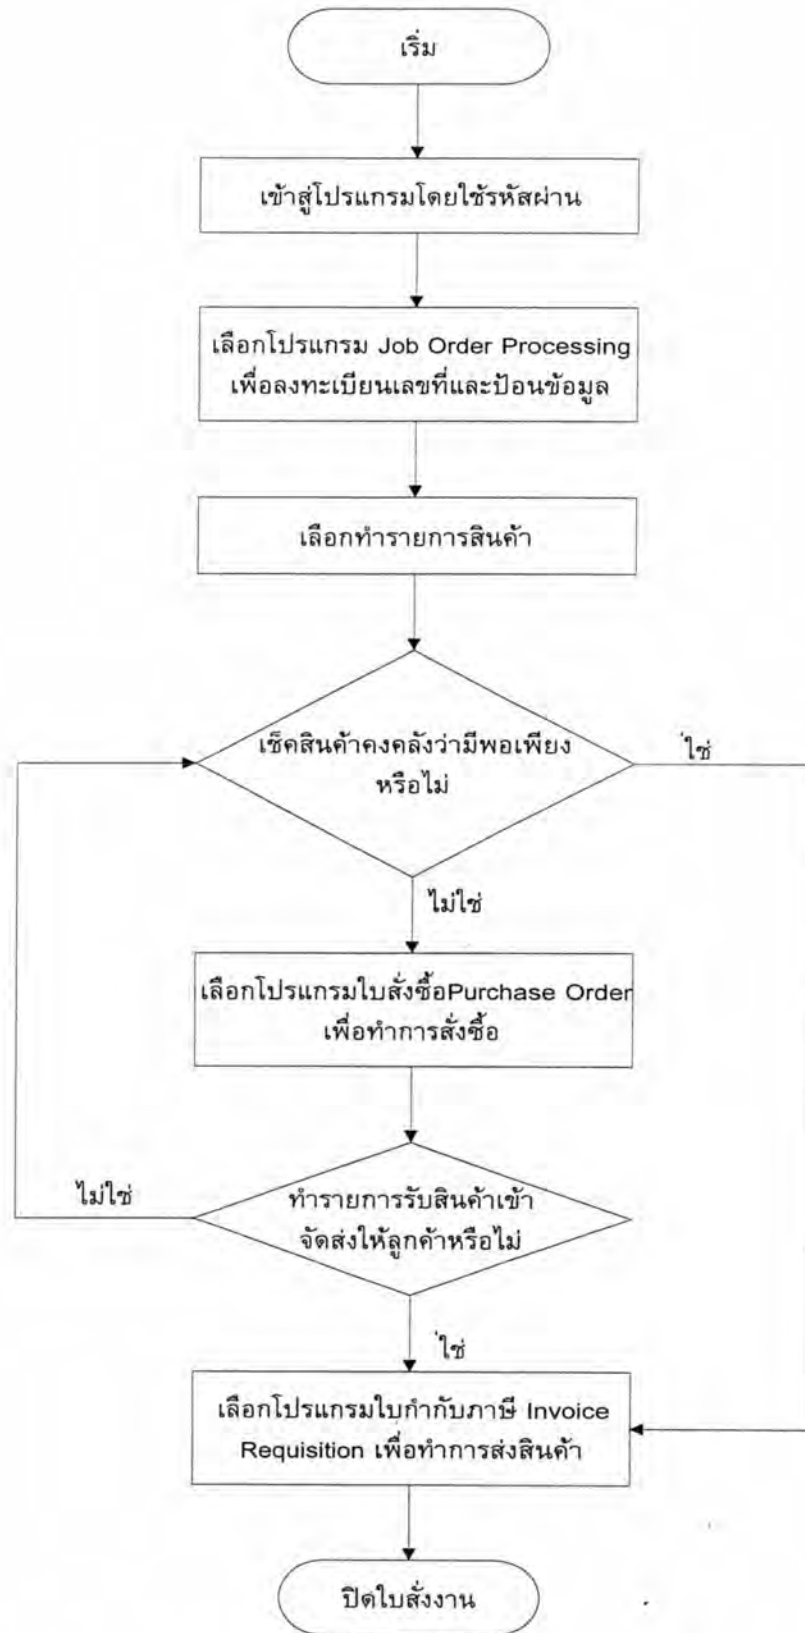 เริ่ม
เข้าสู่โปรแกรมโดยใช้รหัสผ่าน
เลือกโปรแกรม Job Order Processing
เพื่อลงทะเบียนเลขที่และป้อนข้อมูล
เลือกทำรายการสินค้า
เช็คสินค้าคงคลังว่ามีพอเพียง
หรือไม่
ใช่
ไม่ใช่
เลือกโปรแกรมใบสั่งซื้อPurchase Order
เพื่อทำการสั่งซื้อ
ไม่ใช่
ทำรายการรับสินค้าเข้า
จัดส่งให้ลูกค้าหรือไม่
ใช่
เลือกโปรแกรมใบกำกับภาษี Invoice
Requisition เพื่อทำการส่งสินค้า
ปิดใบสั่งงาน